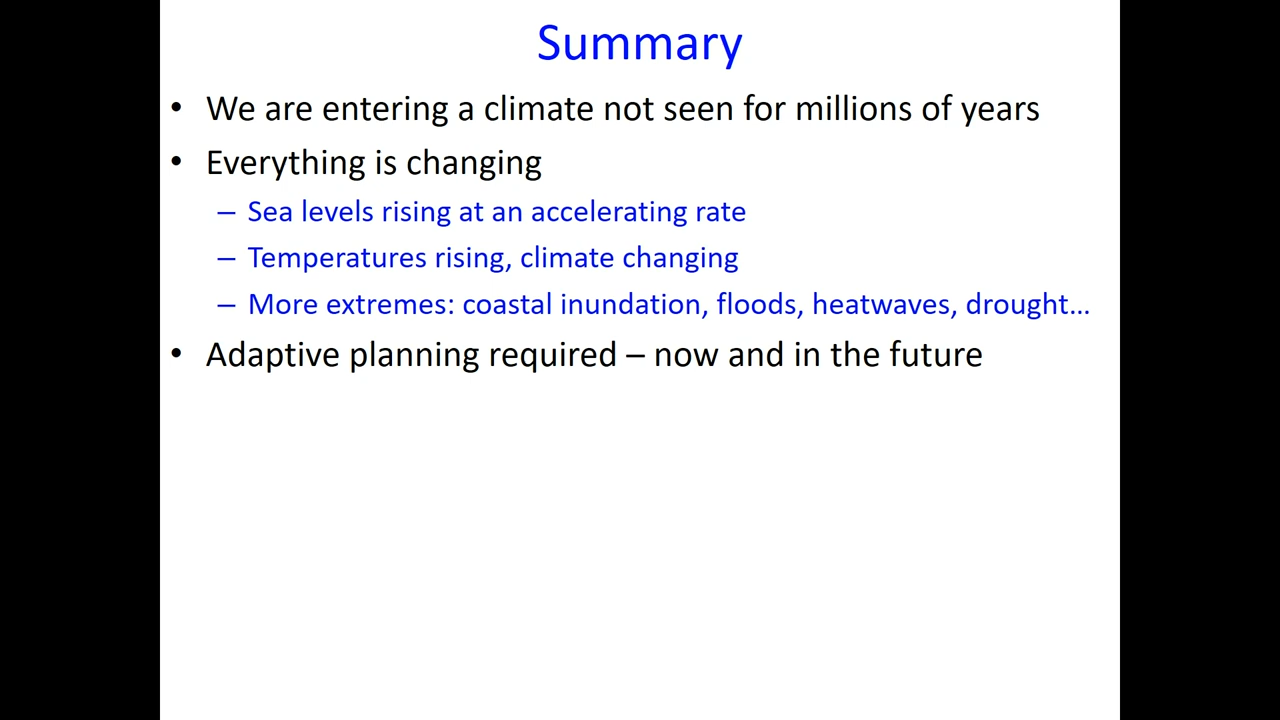 Summary
• We are entering a climate not seen for millions of years
• Everything is changing
– Sea levels rising at an accelerating rate
– Temperatures rising, climate changing
– More extremes: coastal inundation, floods, heatwaves, drought…
• Adaptive planning required – now and in the future